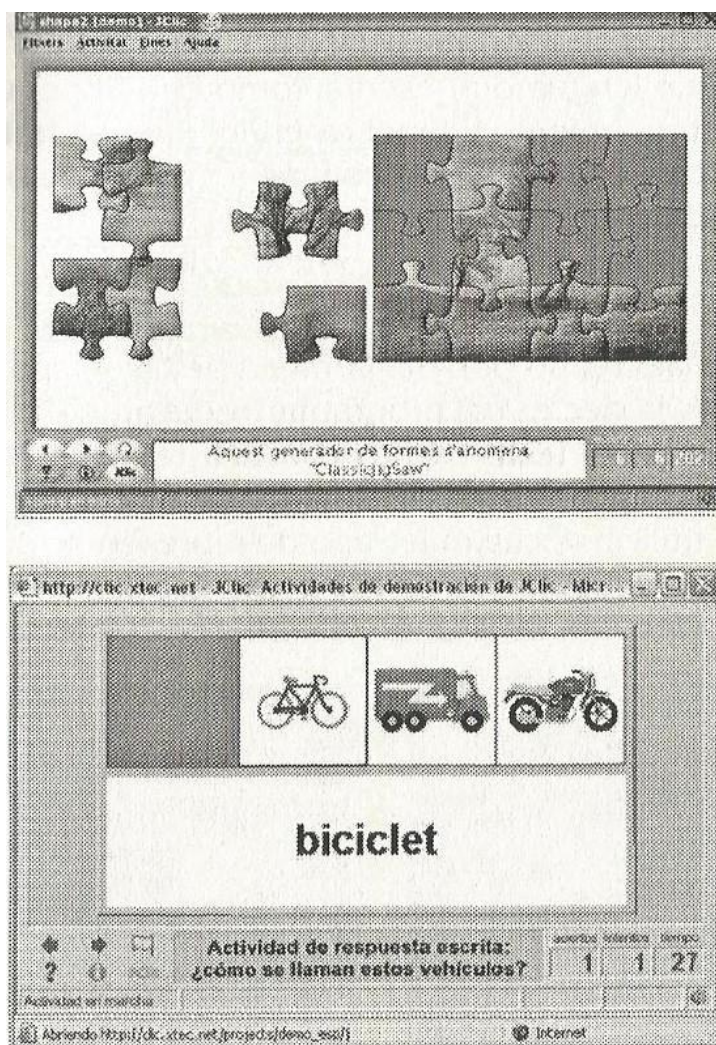 shape2 [demo] - JClic
Fitxers Activitat Eines Ajuda
Aquest generador de formes s'anomena
"ClassicJigSaw"
http://clic.xtec.net - JClic. Actividades de demostración de JClic - Micr...
biciclet
Actividad de respuesta escrita:
¿cómo se llaman estos vehículos?
aciertos intentos tiempo
1 1 27
Actividad en marcha
Abriendo http://clic.xtec.net/projects/demo_esp/j
Internet